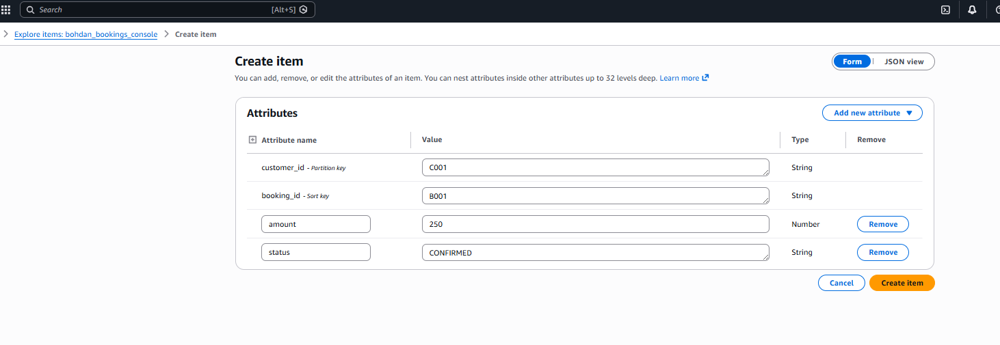 Search [Alt+S]
Explore items: bohdan_bookings_console > Create item
Create item
Form | JSON view
You can add, remove, or edit the attributes of an item. You can nest attributes inside other attributes up to 32 levels deep. Learn more
Attributes
Add new attribute
Attribute name Value Type Remove
customer_id - Partition key C001 String
booking_id - Sort key B001 String
amount 250 Number Remove
status CONFIRMED String Remove
Cancel Create item